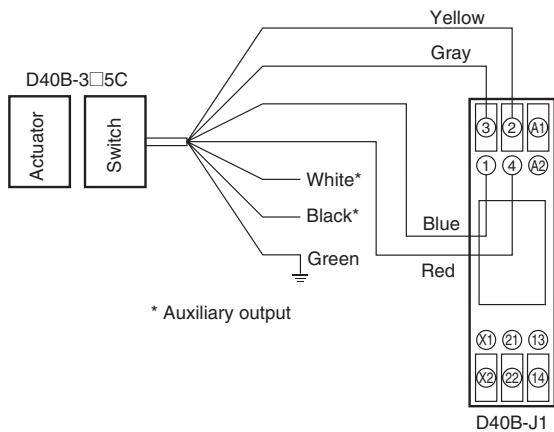 Yellow
Gray
D40B-3□5C
Actuator
Switch
3 2 A1
1 4 A2
White*
Black*
Blue
Green
Red
* Auxiliary output
X1 21 13
X2 22 14
D40B-J1